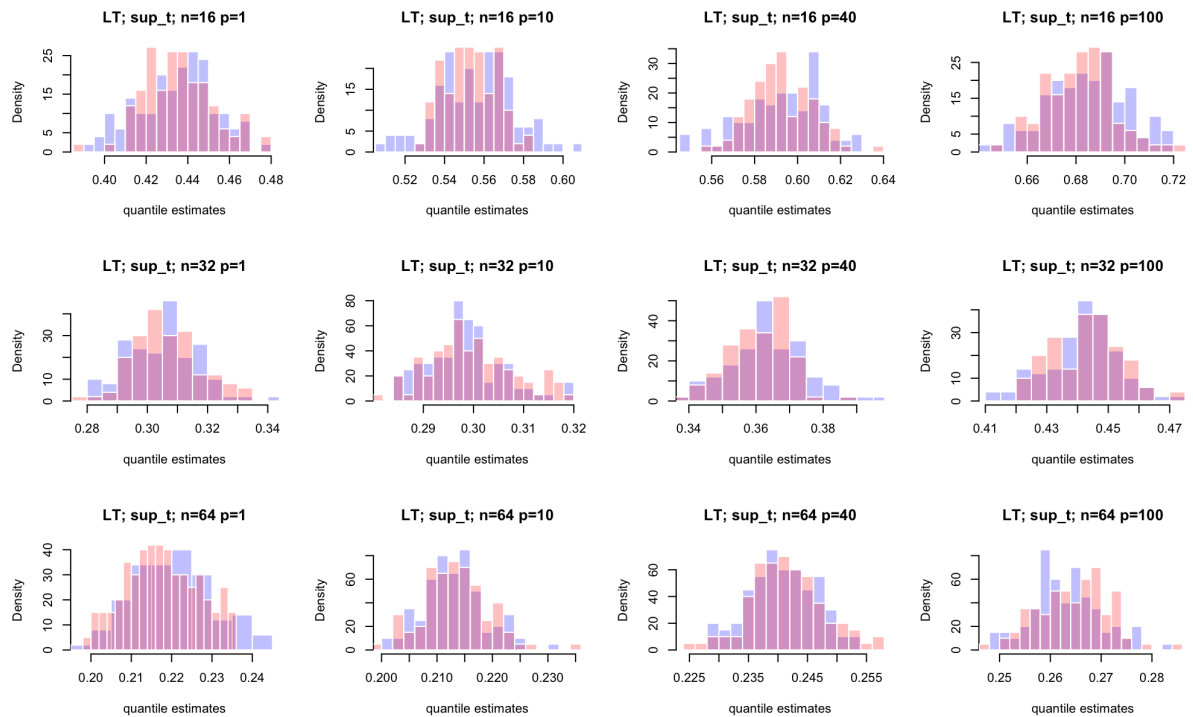 LT; sup_t; n=16 p=1
LT; sup_t; n=16 p=10
LT; sup_t; n=16 p=40
LT; sup_t; n=16 p=100
Density
0 5 15 25
0.40 0.42 0.44 0.46 0.48
quantile estimates
Density
0 5 10 20
0.52 0.54 0.56 0.58 0.60
quantile estimates
Density
0 10 20 30 40
0.56 0.58 0.60 0.62 0.64
quantile estimates
Density
0 5 15 25
0.66 0.68 0.70 0.72
quantile estimates
LT; sup_t; n=32 p=1
LT; sup_t; n=32 p=10
LT; sup_t; n=32 p=40
LT; sup_t; n=32 p=100
Density
0 10 30
0.28 0.30 0.32 0.34
quantile estimates
Density
0 20 40 60 80
0.29 0.30 0.31 0.32
quantile estimates
Density
0 20 40
0.34 0.36 0.38
quantile estimates
Density
0 10 30
0.41 0.43 0.45 0.47
quantile estimates
LT; sup_t; n=64 p=1
LT; sup_t; n=64 p=10
LT; sup_t; n=64 p=40
LT; sup_t; n=64 p=100
Density
0 10 20 30 40
0.20 0.21 0.22 0.23 0.24
quantile estimates
Density
0 20 60
0.200 0.210 0.220 0.230
quantile estimates
Density
0 20 40 60
0.225 0.235 0.245 0.255
quantile estimates
Density
0 20 60
0.25 0.26 0.27 0.28
quantile estimates